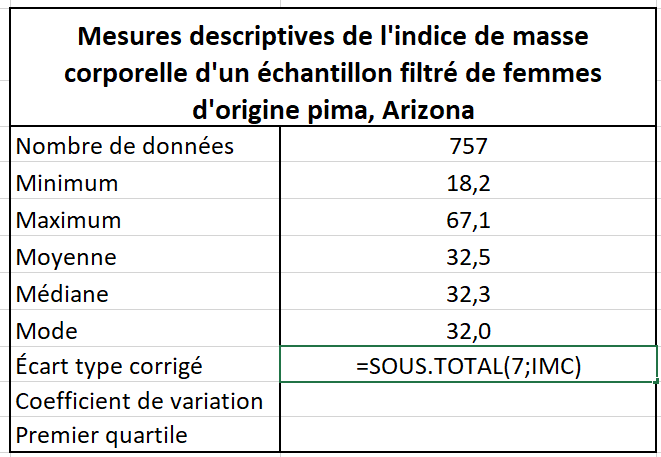 Mesures descriptives de l'indice de masse
corporelle d'un échantillon filtré de femmes
d'origine pima, Arizona
Nombre de données 757
Minimum 18,2
Maximum 67,1
Moyenne 32,5
Médiane 32,3
Mode 32,0
Écart type corrigé =SOUS.TOTAL(7;IMC)
Coefficient de variation
Premier quartile